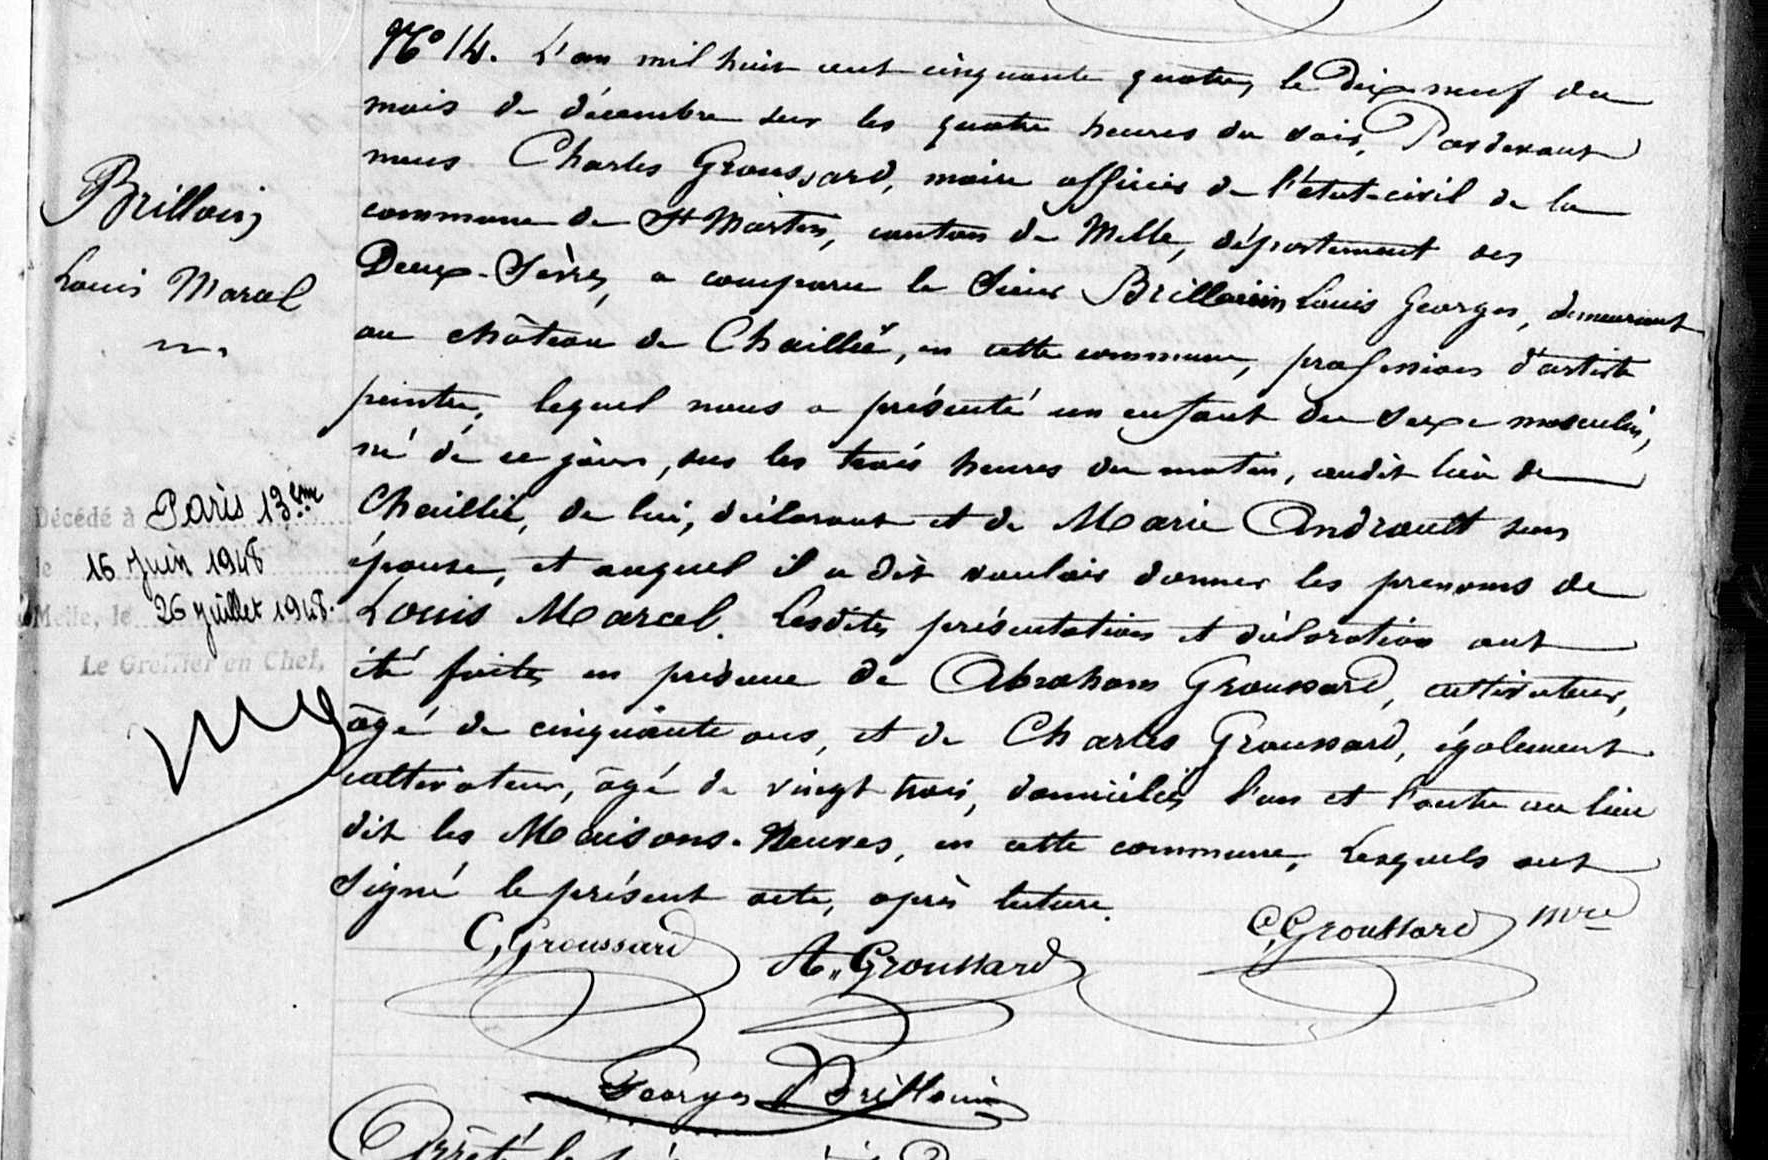 N° 14. L'an mil huit cent cinquante quatre, le Dix neuf du
mois de décembre sur les quatre heures du soir, Pardevant
nous Charles Groussard, maire officier de l'état-civil de la
commune de St Martin, canton de Melle, département des
Deux-Sèvres, a comparu le Sieur Brillouin Louis Georges, demeurant
au château de Chaillé, en cette commune, profession d'artiste
peintre, lequel nous a présenté un enfant du sexe masculin,
né de ce jour, sur les trois heures du matin, audit lieu de
Chaillé, de lui, déclarant et de Marie Androult son
épouse, et auquel il a dit vouloir donner les prénoms de
Louis Marcel. Lesdites présentation et déclaration ont
été faites en présence de Abraham Groussard, cultivateur,
âgé de cinquante ans, et de Charles Groussard, également
cultivateur, âgé de vingt trois, domiciliés l'un et l'autre au lieu
dit les Maisons-Neuves, en cette commune, Lesquels ont
signé le présent acte, après lecture.
Brillouin
Louis Marcel
Décédé à Paris 13ème
le 16 Juin 1948
Melle, le 26 Juillet 1948.
Le Greffier en Chef,
C. Groussard
A. Groussard
C. Groussard mre
Georges Brillouin
Arrêté le